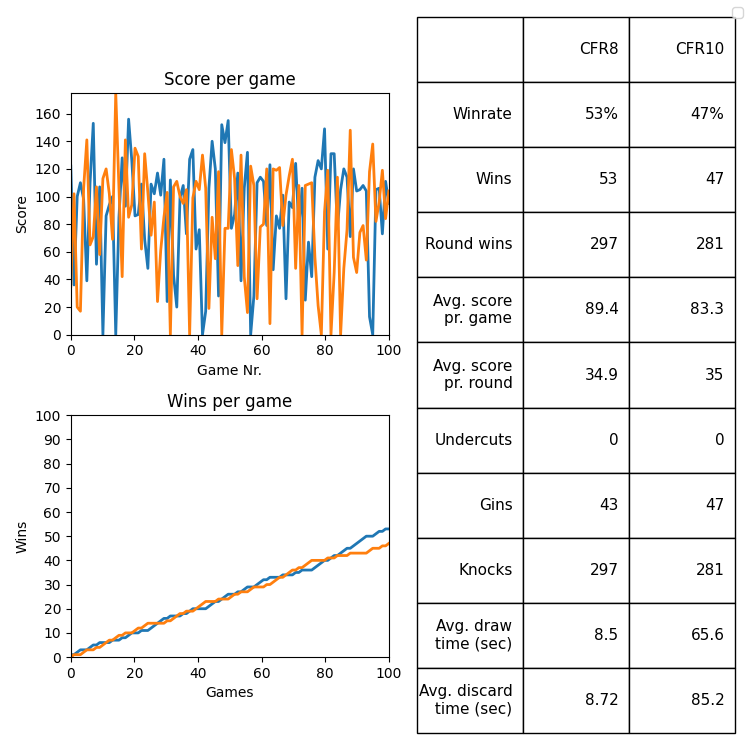 Score per game
160
140
120
100
80
60
40
20
0
Score
0 20 40 60 80 100
Game Nr.
Wins per game
100
90
80
70
60
50
40
30
20
10
0
Wins
0 20 40 60 80 100
Games
CFR8 CFR10
Winrate 53% 47%
Wins 53 47
Round wins 297 281
Avg. score
pr. game 89.4 83.3
Avg. score
pr. round 34.9 35
Undercuts 0 0
Gins 43 47
Knocks 297 281
Avg. draw
time (sec) 8.5 65.6
Avg. discard
time (sec) 8.72 85.2